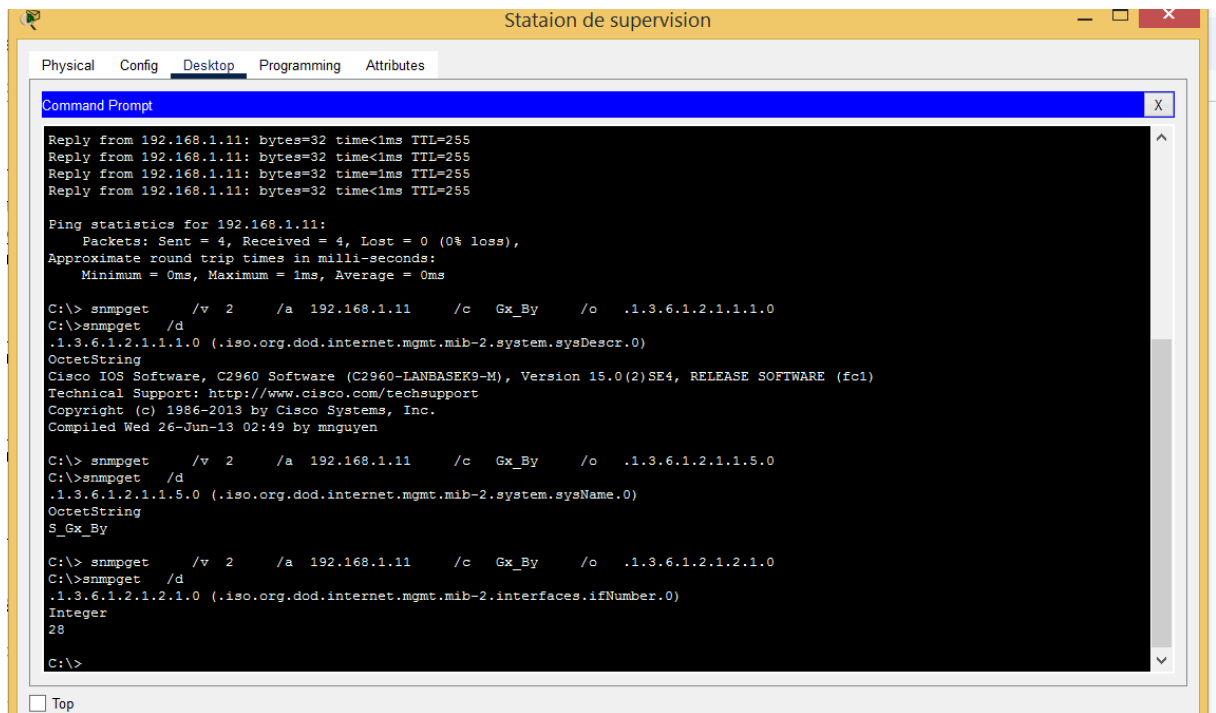 Stataion de supervision
Physical Config Desktop Programming Attributes
Command Prompt
X
Reply from 192.168.1.11: bytes=32 time<1ms TTL=255
Reply from 192.168.1.11: bytes=32 time<1ms TTL=255
Reply from 192.168.1.11: bytes=32 time=1ms TTL=255
Reply from 192.168.1.11: bytes=32 time<1ms TTL=255
Ping statistics for 192.168.1.11:
Packets: Sent = 4, Received = 4, Lost = 0 (0% loss),
Approximate round trip times in milli-seconds:
Minimum = 0ms, Maximum = 1ms, Average = 0ms
C:\> snmpget /v 2 /a 192.168.1.11 /c Gx_By /o .1.3.6.1.2.1.1.1.0
C:\>snmpget /d
.1.3.6.1.2.1.1.1.0 (.iso.org.dod.internet.mgmt.mib-2.system.sysDescr.0)
OctetString
Cisco IOS Software, C2960 Software (C2960-LANBASEK9-M), Version 15.0(2)SE4, RELEASE SOFTWARE (fc1)
Technical Support: http://www.cisco.com/techsupport
Copyright (c) 1986-2013 by Cisco Systems, Inc.
Compiled Wed 26-Jun-13 02:49 by mnguyen
C:\> snmpget /v 2 /a 192.168.1.11 /c Gx_By /o .1.3.6.1.2.1.1.5.0
C:\>snmpget /d
.1.3.6.1.2.1.1.5.0 (.iso.org.dod.internet.mgmt.mib-2.system.sysName.0)
OctetString
S_Gx_By
C:\> snmpget /v 2 /a 192.168.1.11 /c Gx_By /o .1.3.6.1.2.1.2.1.0
C:\>snmpget /d
.1.3.6.1.2.1.2.1.0 (.iso.org.dod.internet.mgmt.mib-2.interfaces.ifNumber.0)
Integer
28
C:\>
Top